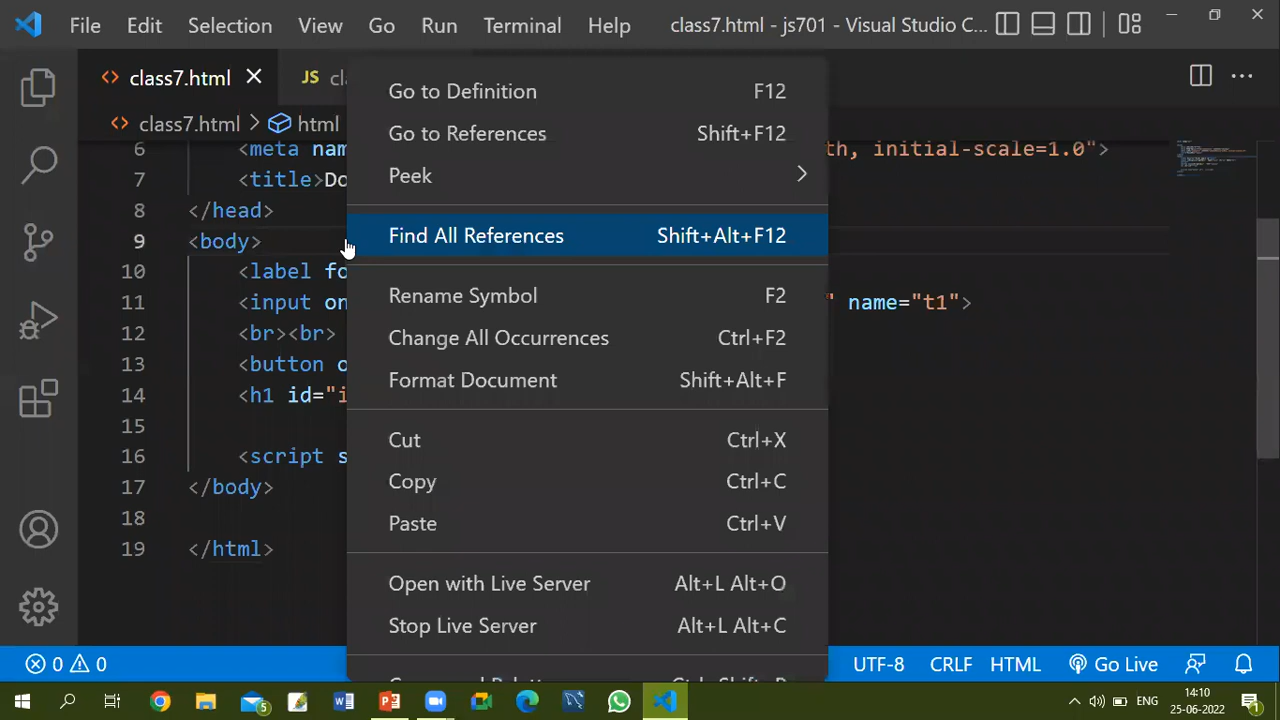 File Edit Selection View Go Run Terminal Help class7.html - js701 - Visual Studio C...
class7.html JS
class7.html > html
Go to Definition F12
Go to References Shift+F12
Peek
Find All References Shift+Alt+F12
Rename Symbol F2
Change All Occurrences Ctrl+F2
Format Document Shift+Alt+F
Cut Ctrl+X
Copy Ctrl+C
Paste Ctrl+V
Open with Live Server Alt+L Alt+O
Stop Live Server Alt+L Alt+C
6 <meta initial-scale=1.0">
7 <title>
8 </head>
9 <body>
10 <label
11 <input name="t1">
12 <br><br>
13 <button
14 <h1 id="
15
16 <script
17 </body>
18
19 </html>
0 0 UTF-8 CRLF HTML Go Live
5 ENG 14:10
25-06-2022 1